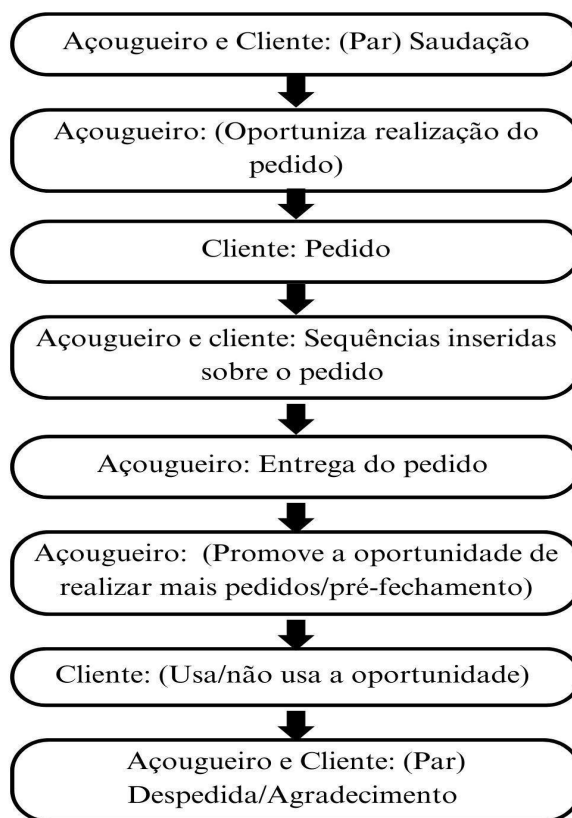 Açougueiro e Cliente: (Par) Saudação
Açougueiro: (Oportuniza realização do
pedido)
Cliente: Pedido
Açougueiro e cliente: Sequências inseridas
sobre o pedido
Açougueiro: Entrega do pedido
Açougueiro: (Promove a oportunidade de
realizar mais pedidos/pré-fechamento)
Cliente: (Usa/não usa a oportunidade)
Açougueiro e Cliente: (Par)
Despedida/Agradecimento